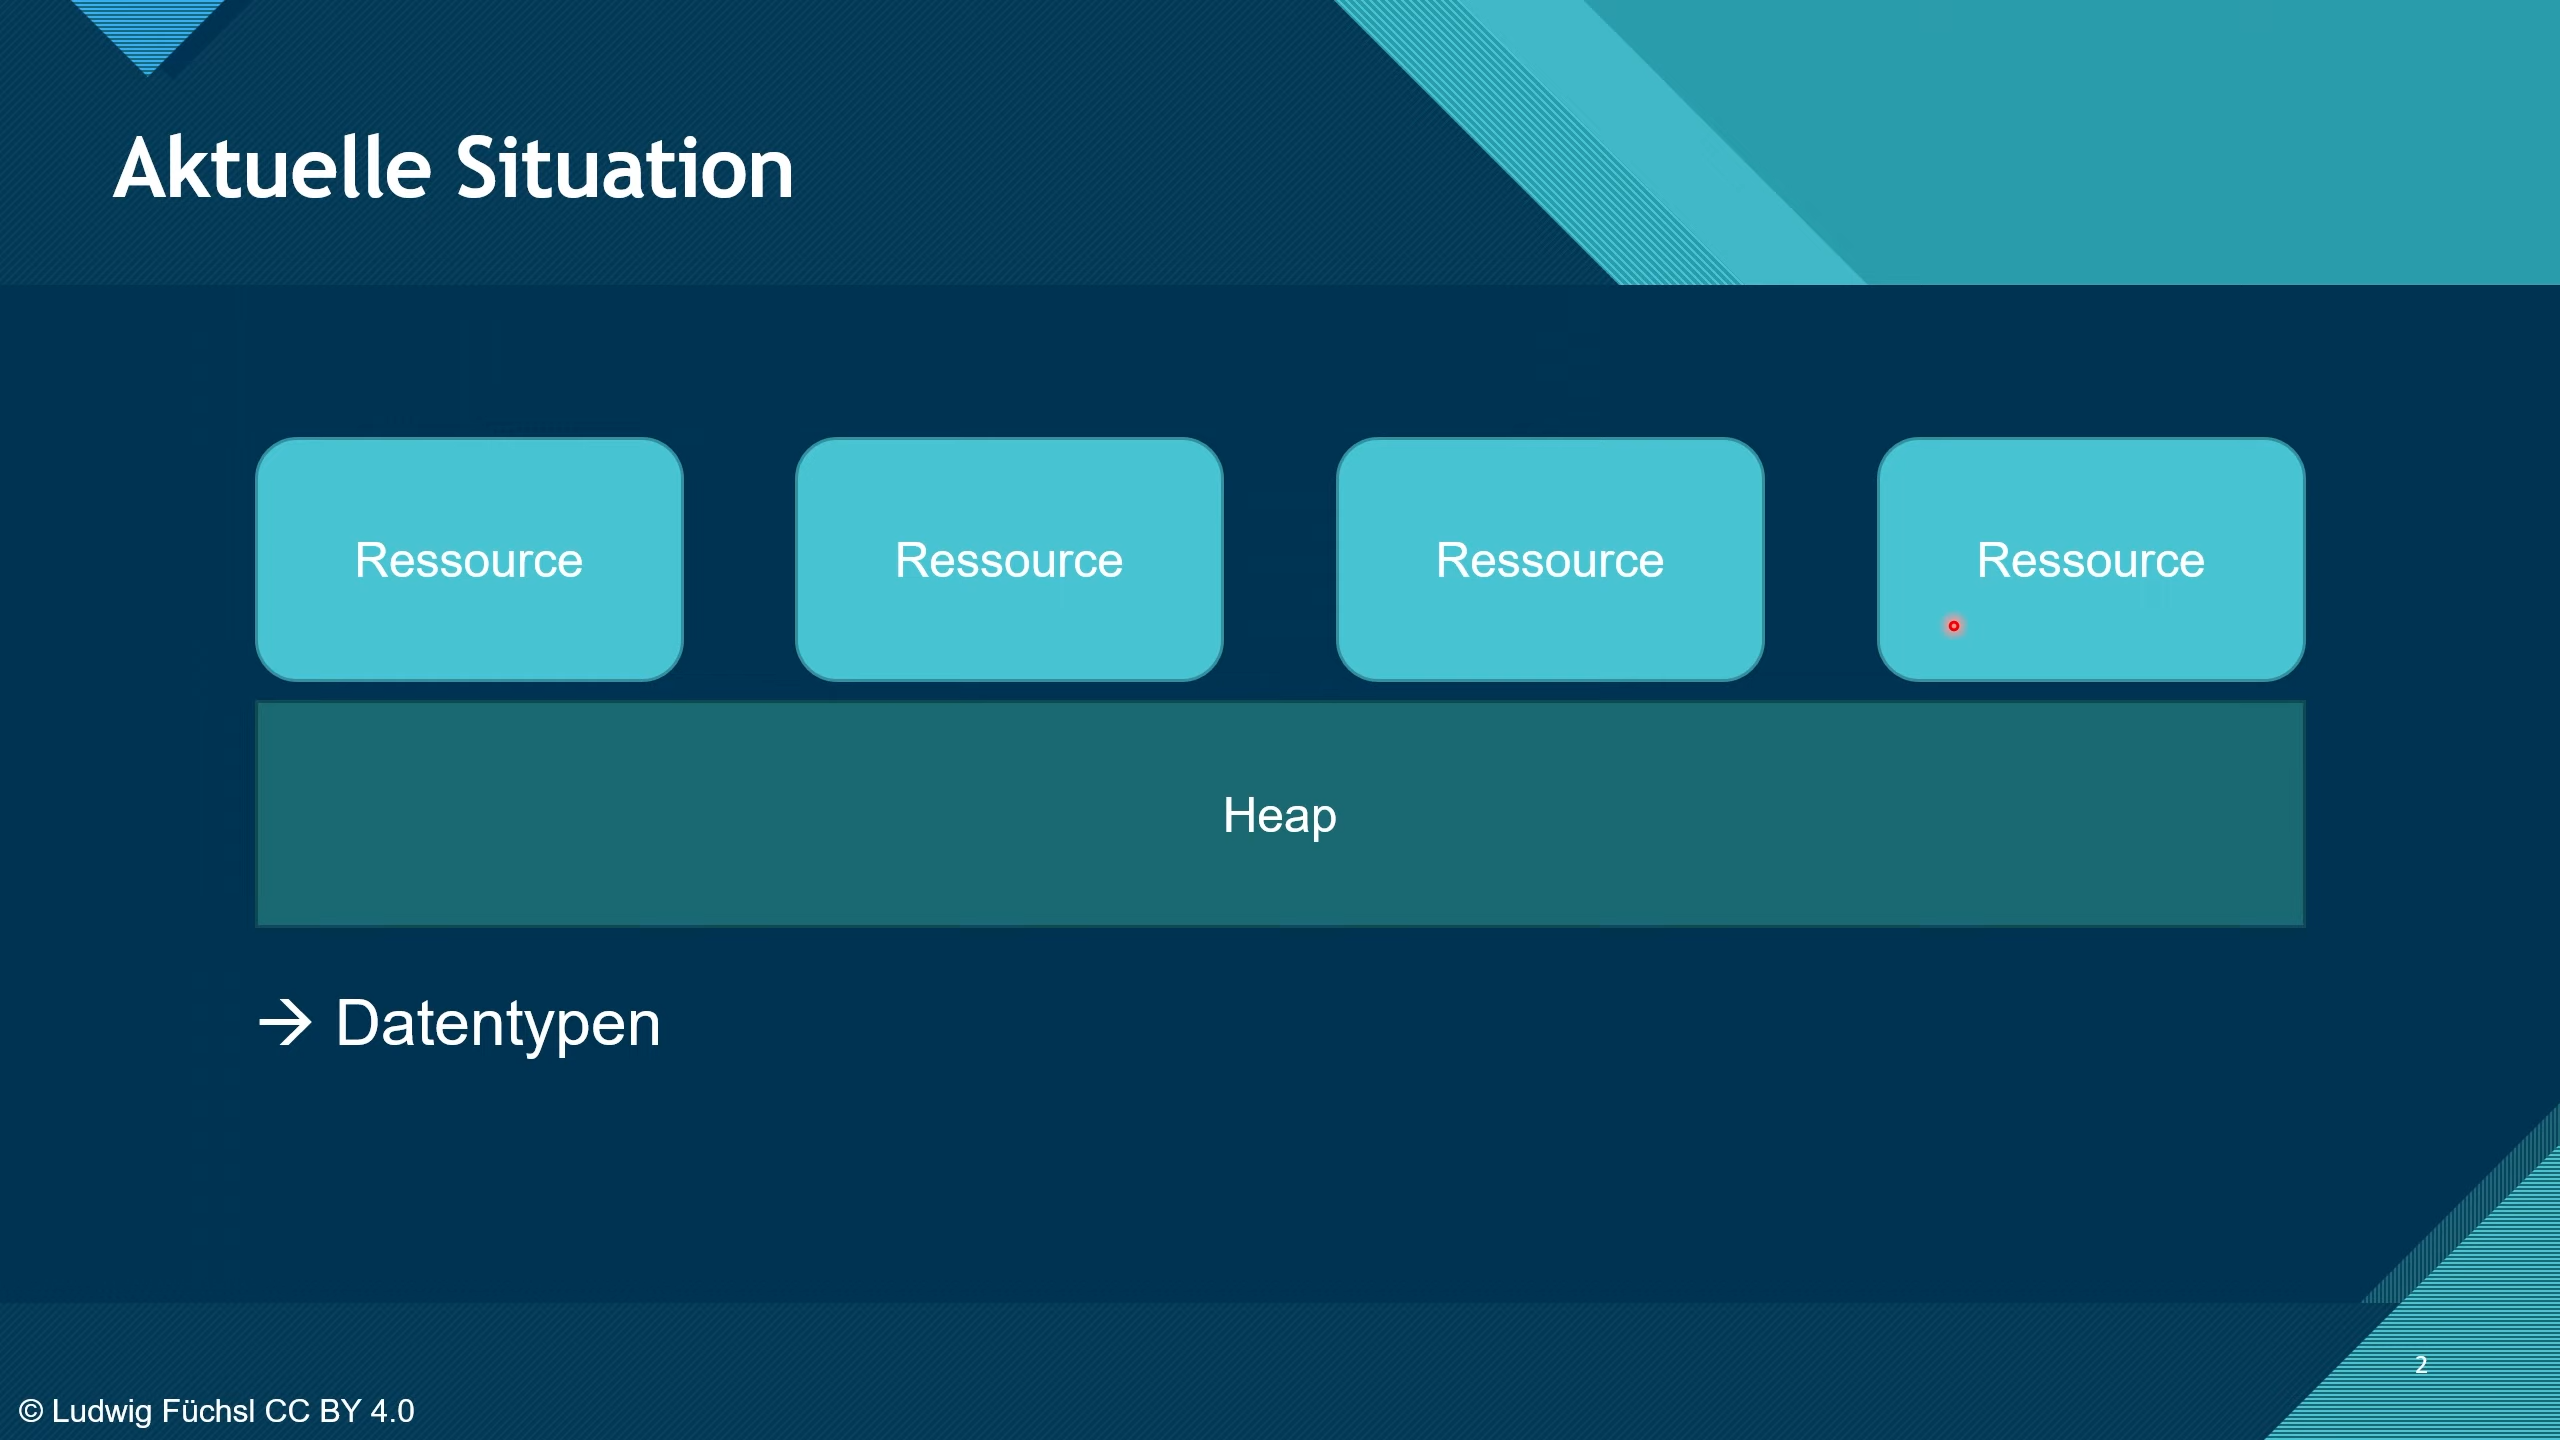 Aktuelle Situation
Ressource Ressource Ressource Ressource
Heap
→ Datentypen
2
© Ludwig Füchsl CC BY 4.0